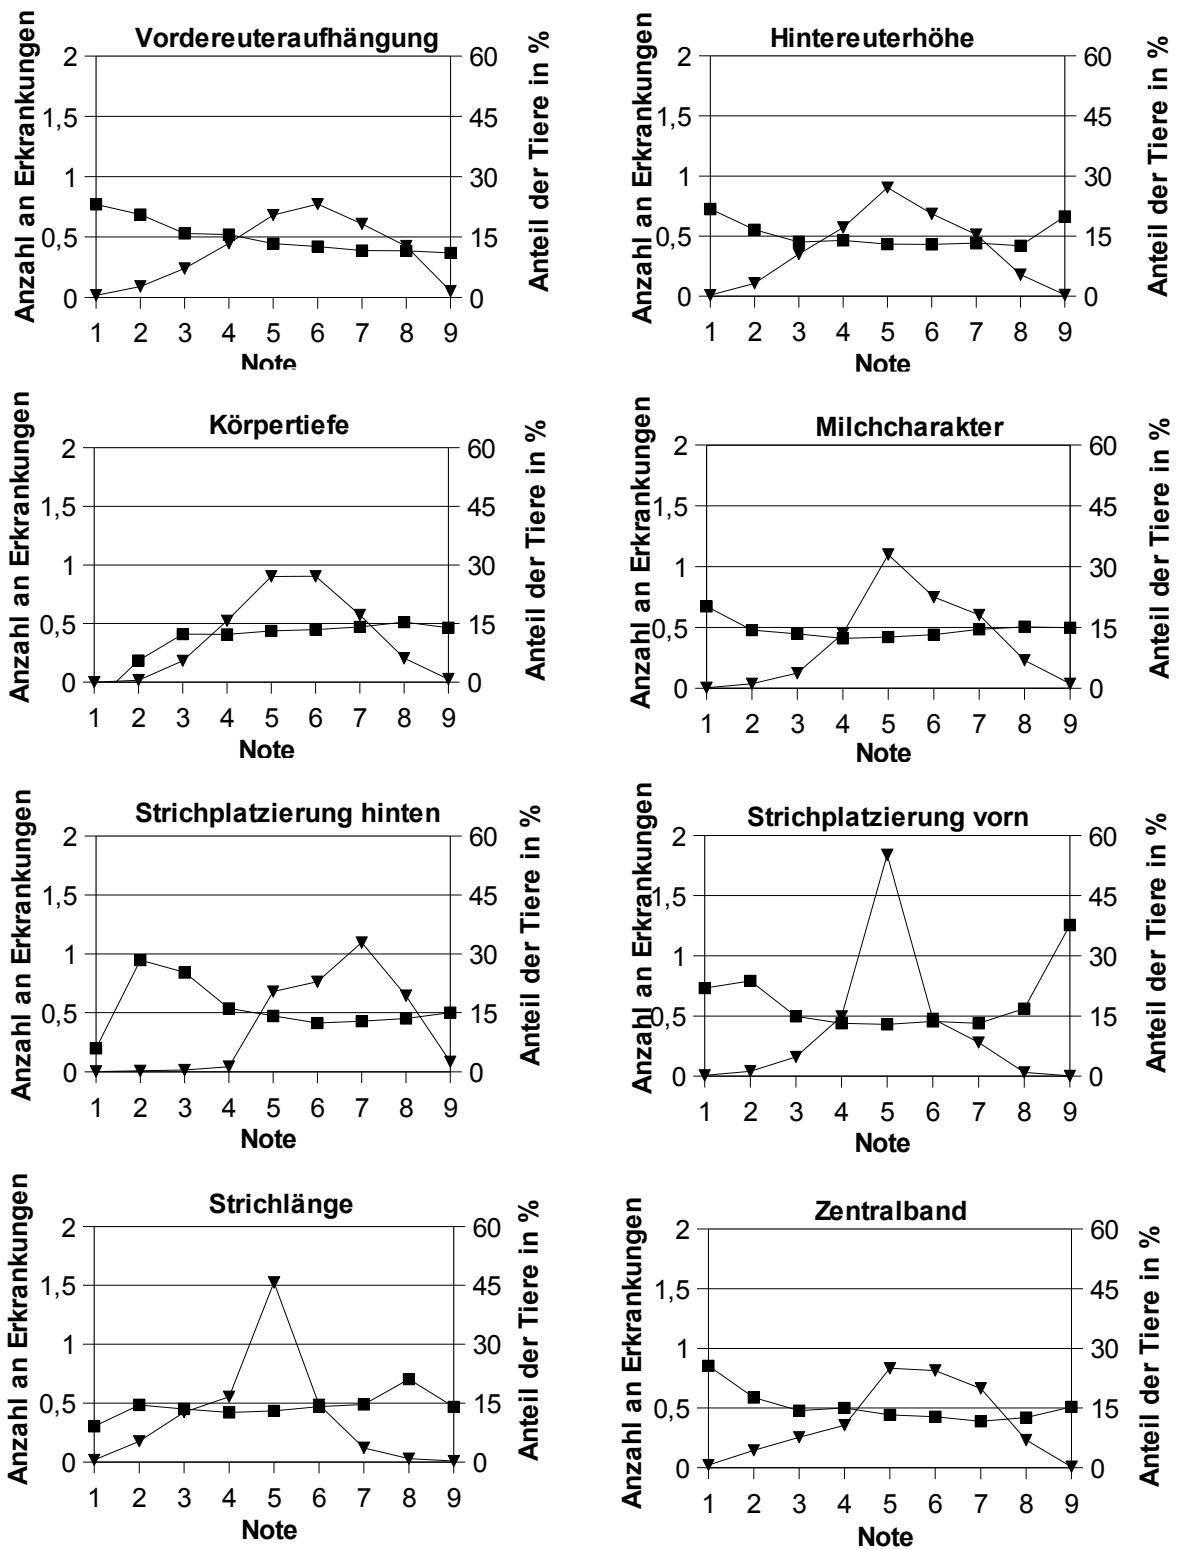 Vordereuteraufhängung
Anzahl an Erkrankungen
2
1,5
1
0,5
0
60
45
30
15
0
Anteil der Tiere in %
1 2 3 4 5 6 7 8 9
Note
Hintereuterhöhe
Anzahl an Erkrankungen
2
1,5
1
0,5
0
60
45
30
15
0
Anteil der Tiere in %
1 2 3 4 5 6 7 8 9
Note
Körpertiefe
Anzahl an Erkrankungen
2
1,5
1
0,5
0
60
45
30
15
0
Anteil der Tiere in %
1 2 3 4 5 6 7 8 9
Note
Milchcharakter
Anzahl an Erkrankungen
2
1,5
1
0,5
0
60
45
30
15
0
Anteil der Tiere in %
1 2 3 4 5 6 7 8 9
Note
Strichplatzierung hinten
Anzahl an Erkrankungen
2
1,5
1
0,5
0
60
45
30
15
0
Anteil der Tiere in %
1 2 3 4 5 6 7 8 9
Note
Strichplatzierung vorn
Anzahl an Erkrankungen
2
1,5
1
0,5
0
60
45
30
15
0
Anteil der Tiere in %
1 2 3 4 5 6 7 8 9
Note
Strichlänge
Anzahl an Erkrankungen
2
1,5
1
0,5
0
60
45
30
15
0
Anteil der Tiere in %
1 2 3 4 5 6 7 8 9
Note
Zentralband
Anzahl an Erkrankungen
2
1,5
1
0,5
0
60
45
30
15
0
Anteil der Tiere in %
1 2 3 4 5 6 7 8 9
Note